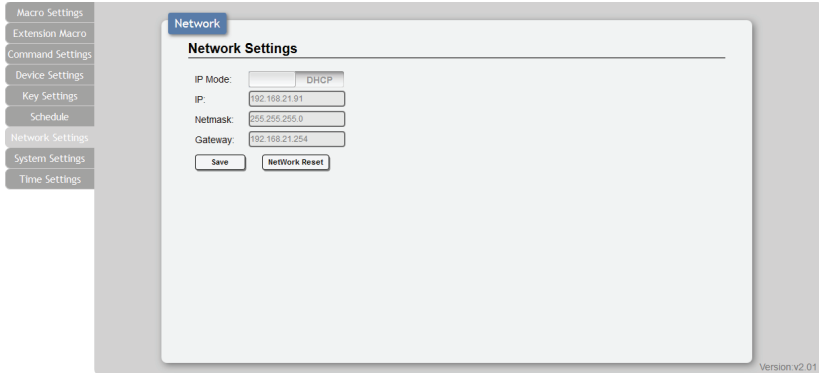 Macro Settings
Extension Macro
Command Settings
Device Settings
Key Settings
Schedule
Network Settings
System Settings
Time Settings
Network
Network Settings
IP Mode: DHCP
IP: 192.168.21.91
Netmask: 255.255.255.0
Gateway: 192.168.21.254
Save NetWork Reset
Version:v2.01